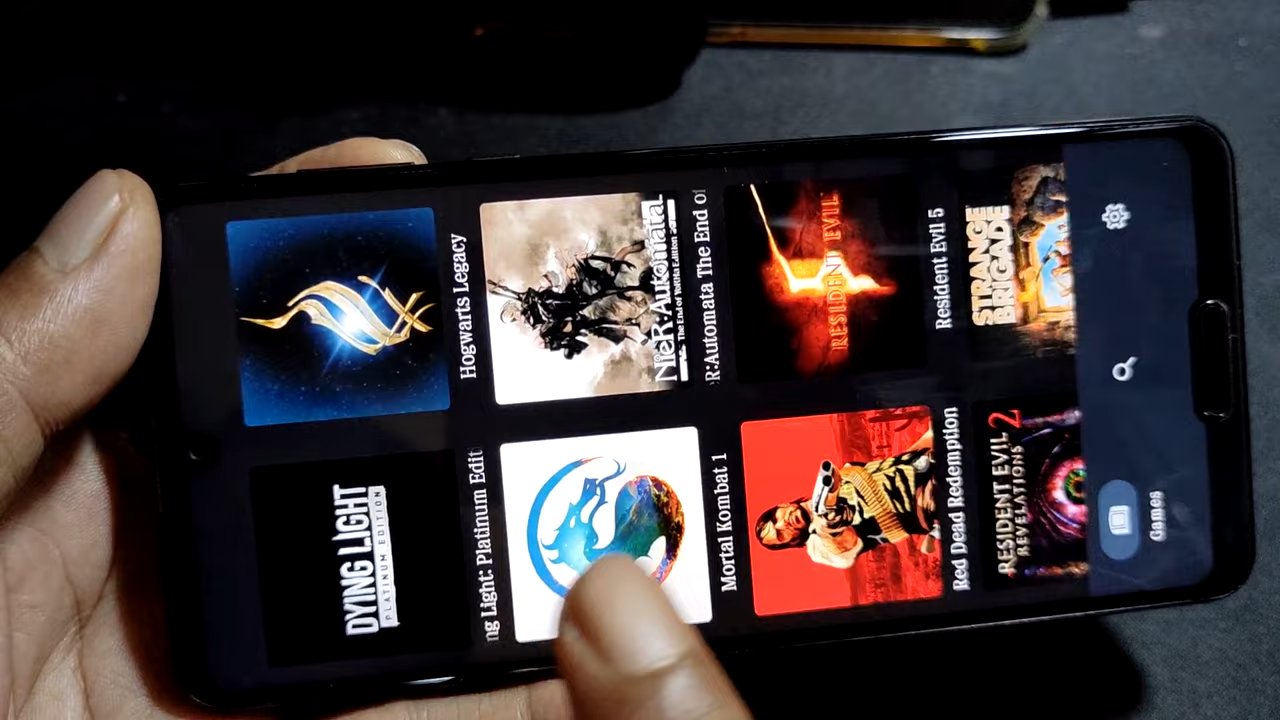 DYING LIGHT
PLATINUM EDITION
ng Light: Platinum Edit
Hogwarts Legacy
NieR:Automata
The End of YoRHa Edition
Mortal Kombat 1
R:Automata The End of
RESIDENT EVIL
Red Dead Redemption
Resident Evil 5
RESIDENT EVIL
REVELATIONS 2
STRANGE
BRIGADE
Games